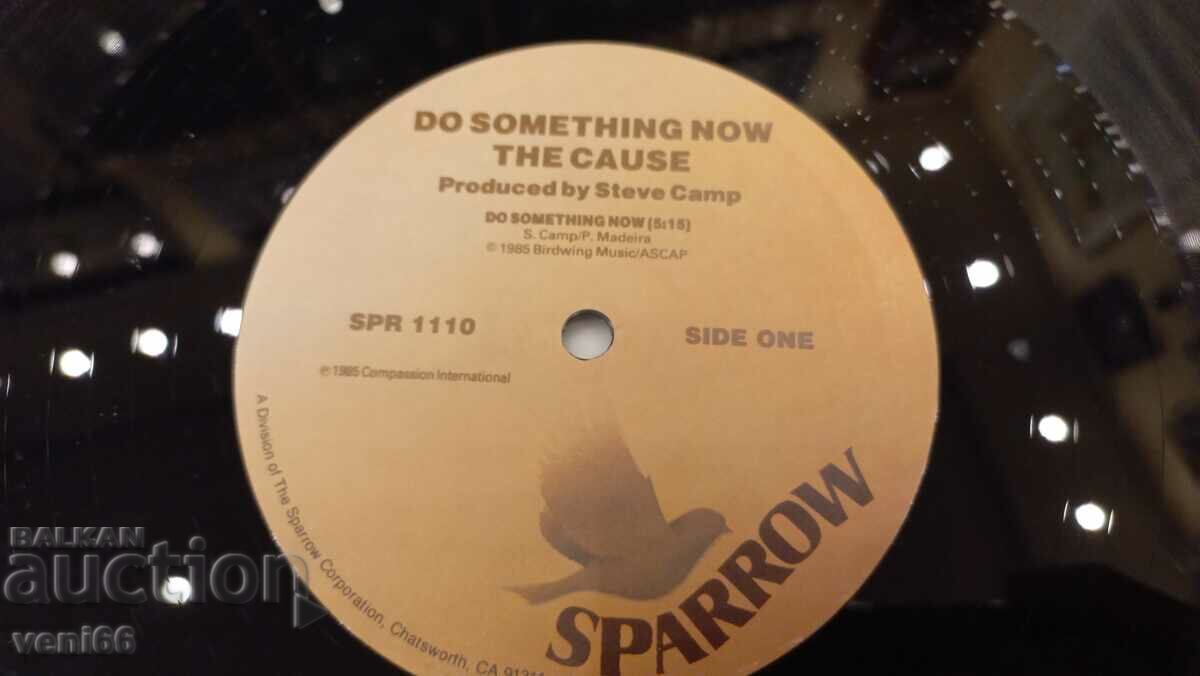 DO SOMETHING NOW
THE CAUSE
Produced by Steve Camp
DO SOMETHING NOW (5:15)
S. Camp/P. Madeira
© 1985 Birdwing Music/ASCAP
SPR 1110
SIDE ONE
℗ 1985 Compassion International
A Division of The Sparrow Corporation, Chatsworth, CA
SPARROW
BALKAN
auction
veni66